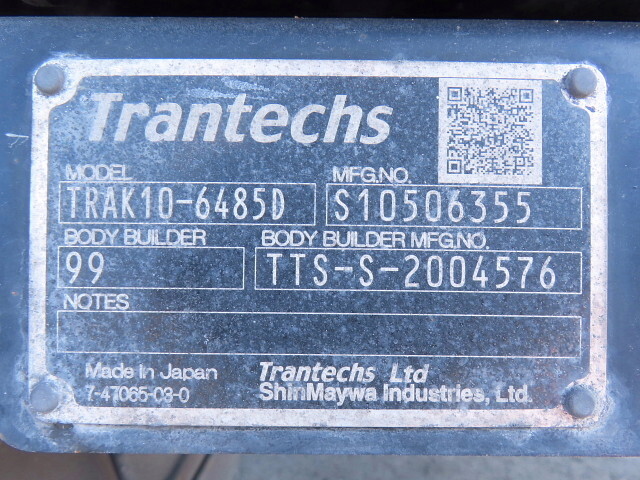 Trantechs
MODEL MFG.NO.
TRAK10-6485D S10506355
BODY BUILDER BODY BUILDER MFG.NO.
99 TTS-S-2004576
NOTES
Made in Japan Trantechs Ltd
7-47065-03-0 ShinMaywa Industries, Ltd.